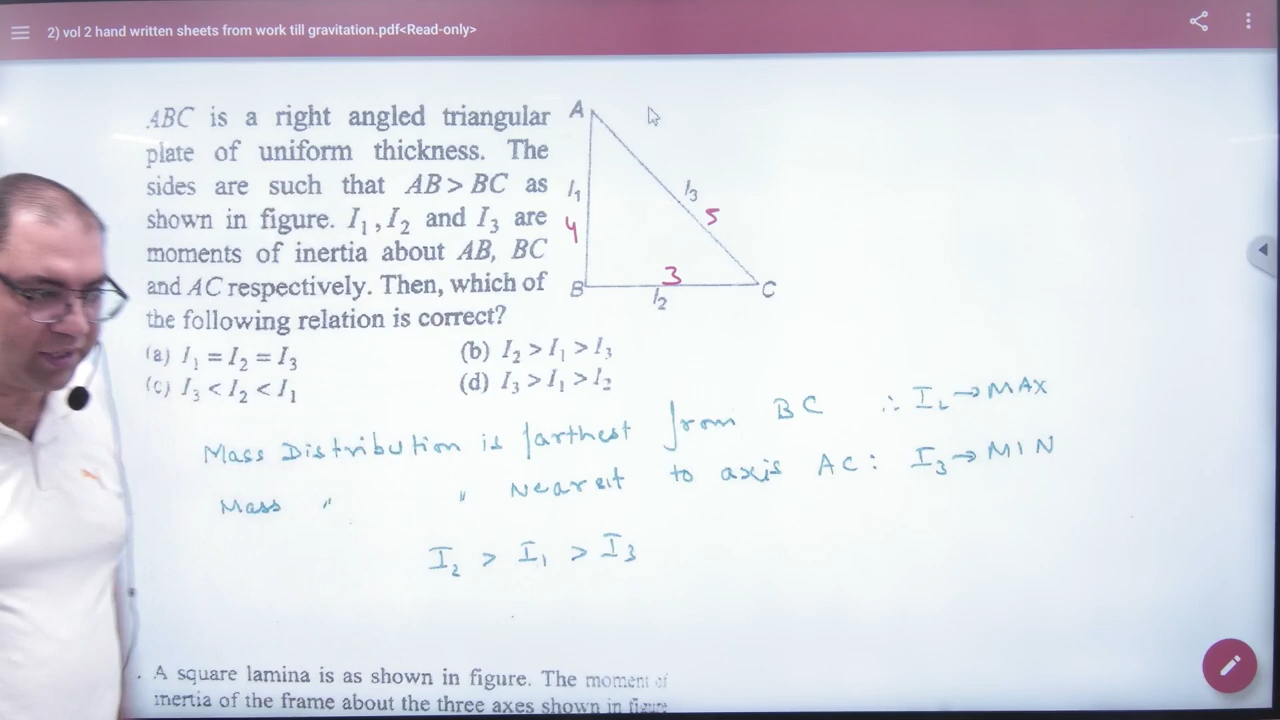 2) vol 2 hand written sheets from work till gravitation.pdf<Read-only>
ABC is a right angled triangular
plate of uniform thickness. The
sides are such that AB > BC as
shown in figure. I₁, I₂ and I₃ are
moments of inertia about AB, BC
and AC respectively. Then, which of
the following relation is correct?
(a) I₁ = I₂ = I₃
(b) I₂ > I₁ > I₃
(c) I₃ < I₂ < I₁
(d) I₃ > I₁ > I₂
A
I₁
I₃
4
5
3
B
I₂
C
Mass Distribution is farthest from BC ∴ I₂ → MAX
Mass " " Nearest to axis AC : I₃ → MIN
I₂ > I₁ > I₃
. A square lamina is as shown in figure. The moment of
inertia of the frame about the three axes shown in figure